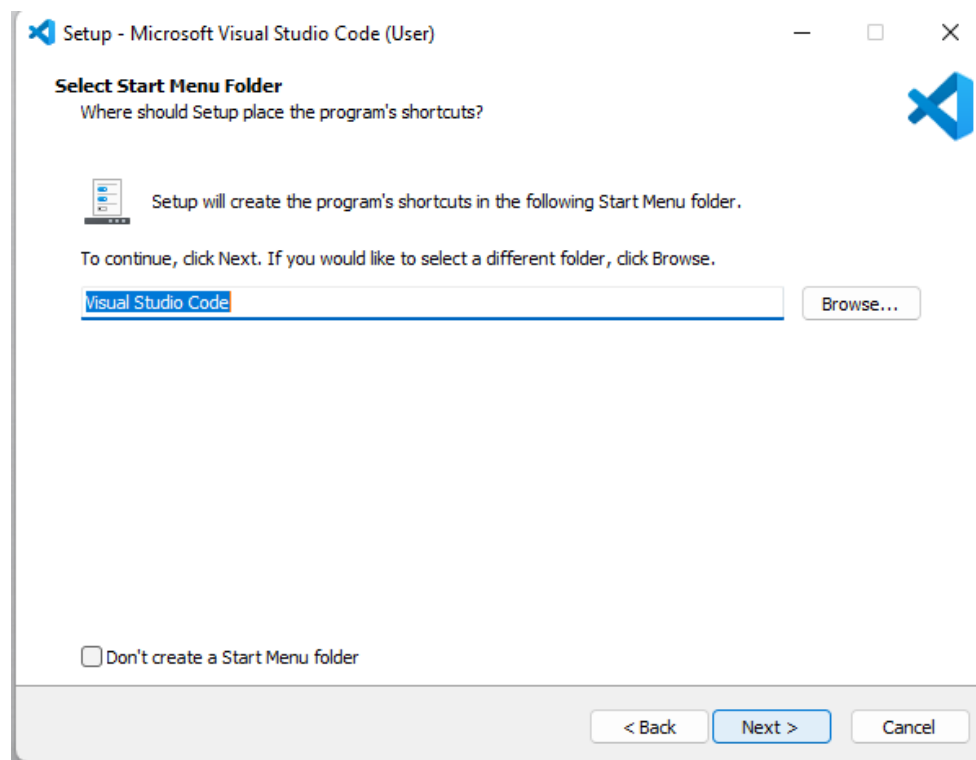 Setup - Microsoft Visual Studio Code (User)
Select Start Menu Folder
Where should Setup place the program's shortcuts?
Setup will create the program's shortcuts in the following Start Menu folder.
To continue, click Next. If you would like to select a different folder, click Browse.
Visual Studio Code
Browse...
Don't create a Start Menu folder
< Back
Next >
Cancel